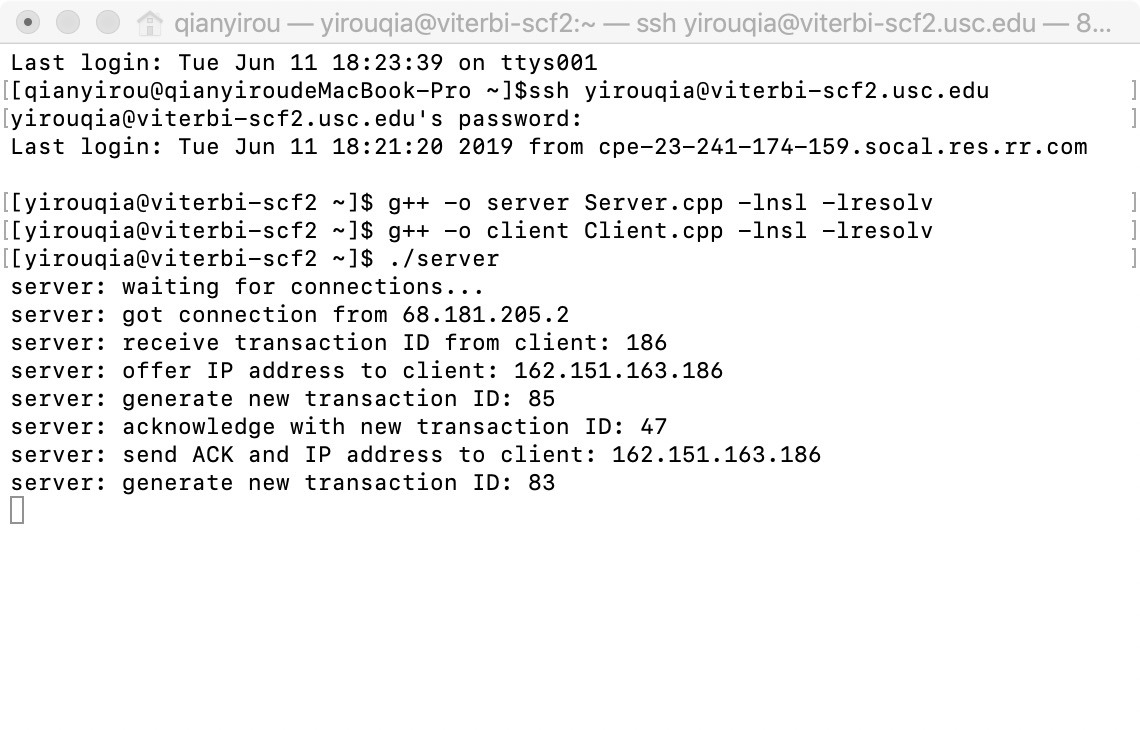 qianyirou — yirouqia@viterbi-scf2:~ — ssh yirouqia@viterbi-scf2.usc.edu — 8...
Last login: Tue Jun 11 18:23:39 on ttys001
[[qianyirou@qianyiroudeMacBook-Pro ~]$ssh yirouqia@viterbi-scf2.usc.edu ]
[yirouqia@viterbi-scf2.usc.edu's password: ]
Last login: Tue Jun 11 18:21:20 2019 from cpe-23-241-174-159.socal.res.rr.com
[[yirouqia@viterbi-scf2 ~]$ g++ -o server Server.cpp -lnsl -lresolv ]
[[yirouqia@viterbi-scf2 ~]$ g++ -o client Client.cpp -lnsl -lresolv ]
[[yirouqia@viterbi-scf2 ~]$ ./server ]
server: waiting for connections...
server: got connection from 68.181.205.2
server: receive transaction ID from client: 186
server: offer IP address to client: 162.151.163.186
server: generate new transaction ID: 85
server: acknowledge with new transaction ID: 47
server: send ACK and IP address to client: 162.151.163.186
server: generate new transaction ID: 83